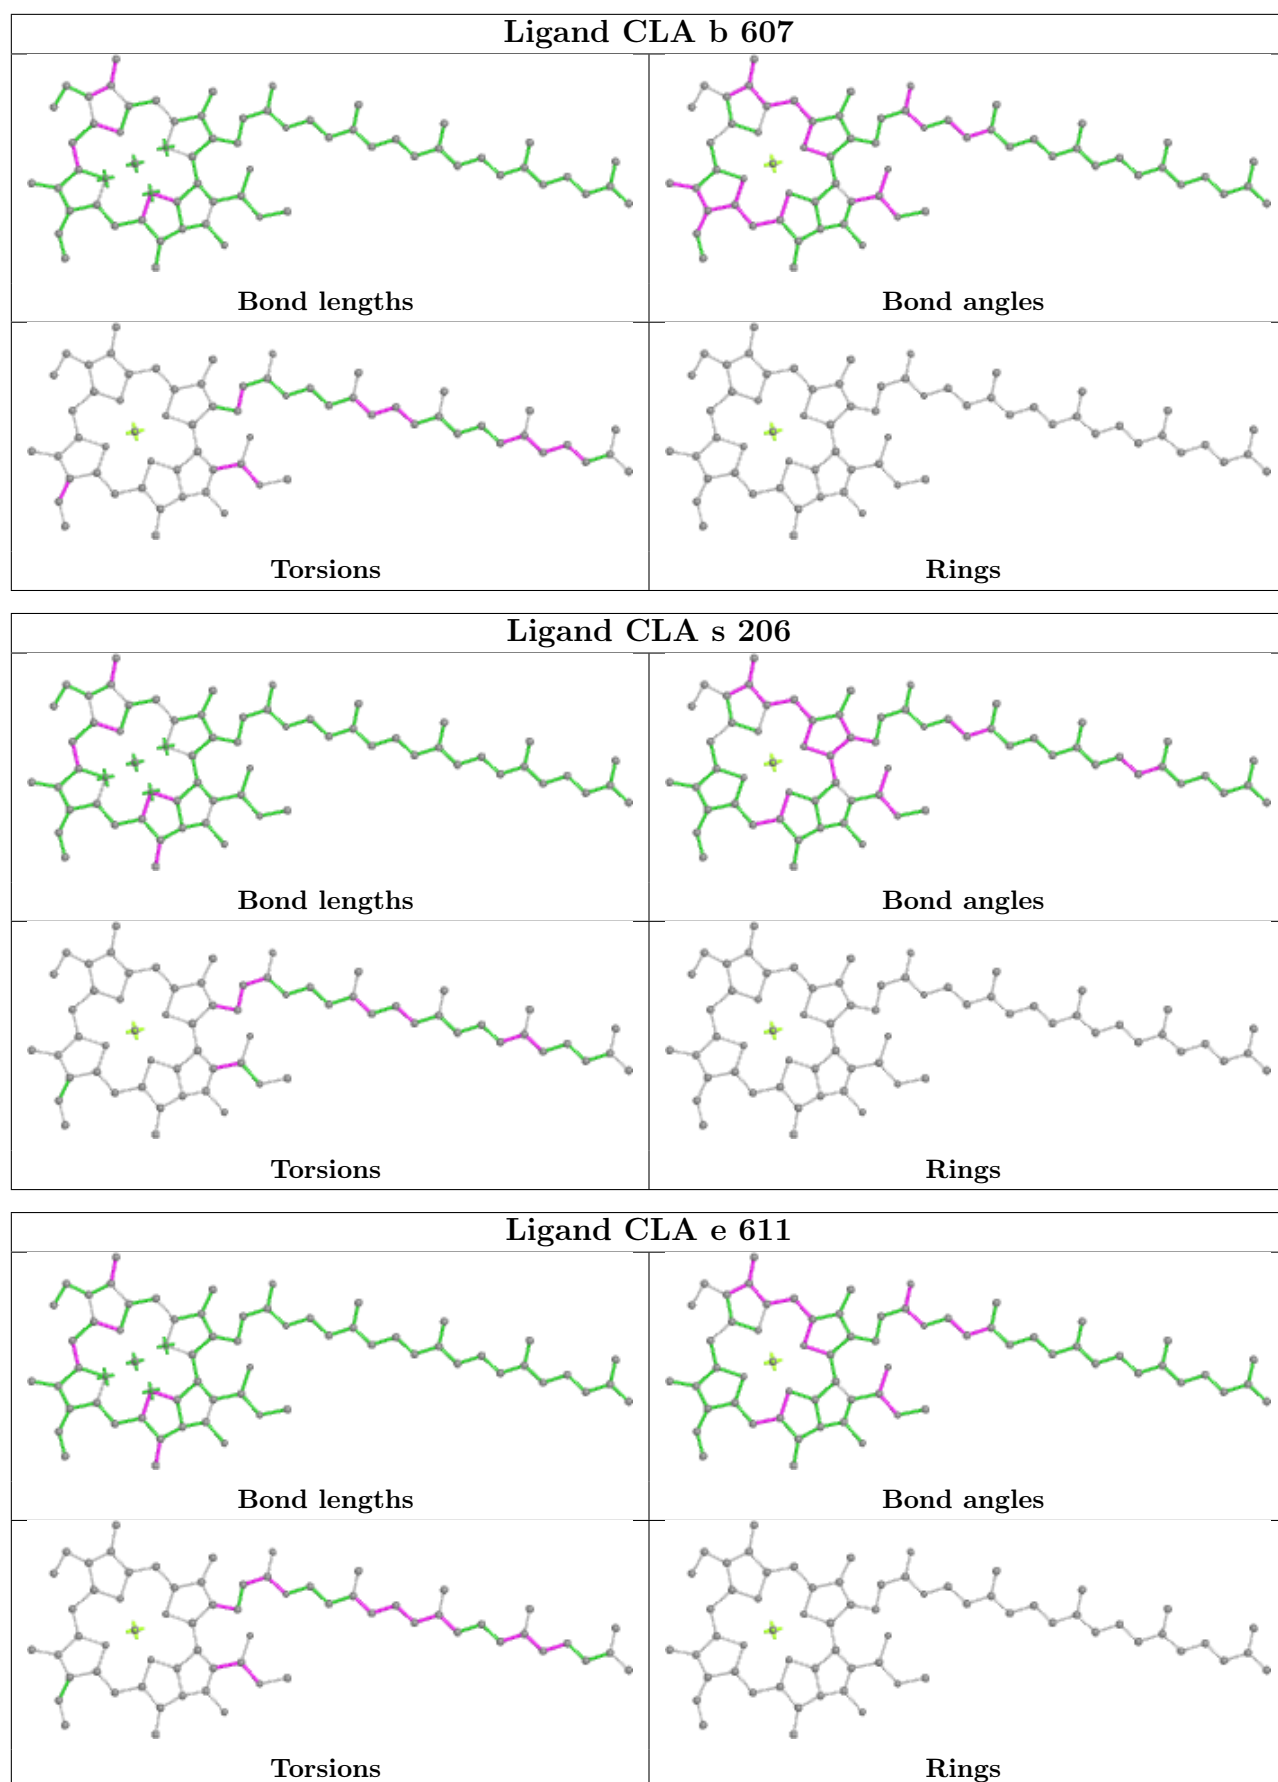 Ligand CLA b 607
Bond lengths
Bond angles
Torsions
Rings
Ligand CLA s 206
Bond lengths
Bond angles
Torsions
Rings
Ligand CLA e 611
Bond lengths
Bond angles
Torsions
Rings